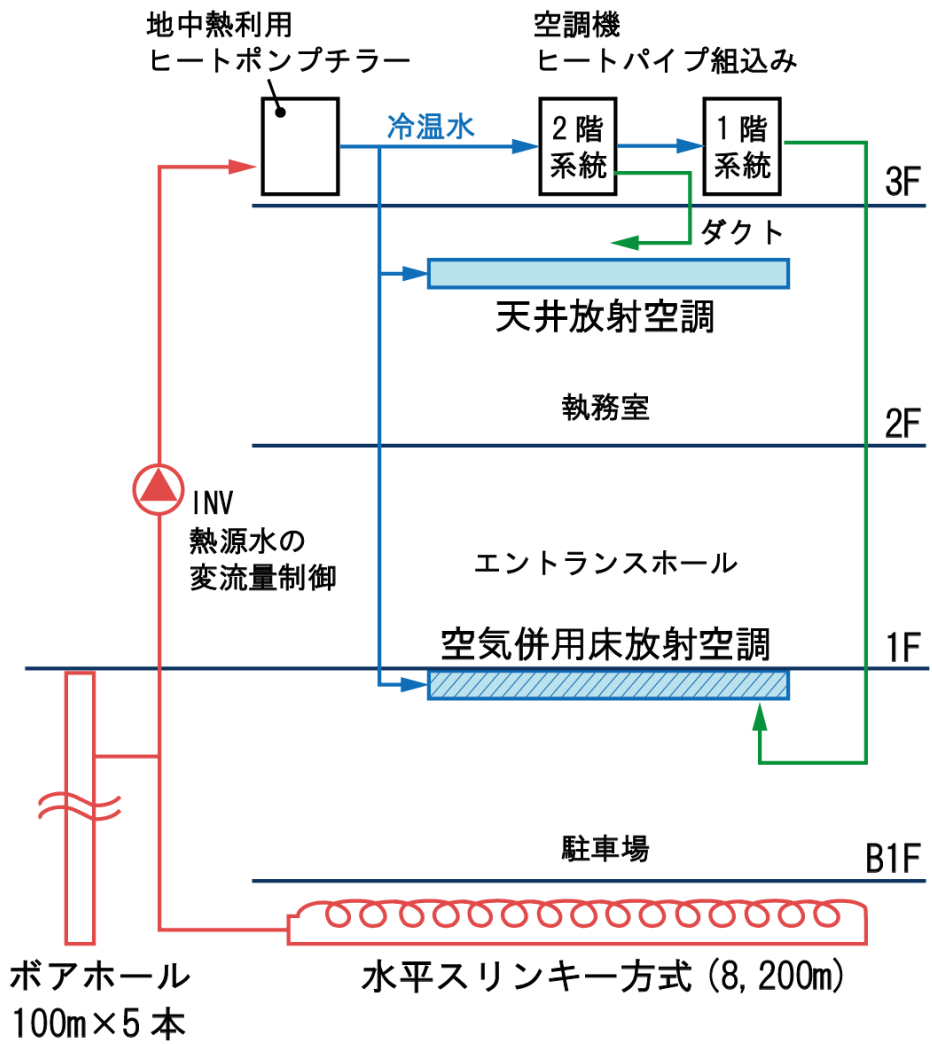 地中熱利用
ヒートポンプチラー
空調機
ヒートパイプ組込み
冷温水
2階
系統
1階
系統
3F
ダクト
天井放射空調
執務室
2F
INV
熱源水の
変流量制御
エントランスホール
空気併用床放射空調
1F
駐車場
B1F
ボアホール
100m×5本
水平スリンキー方式(8,200m)